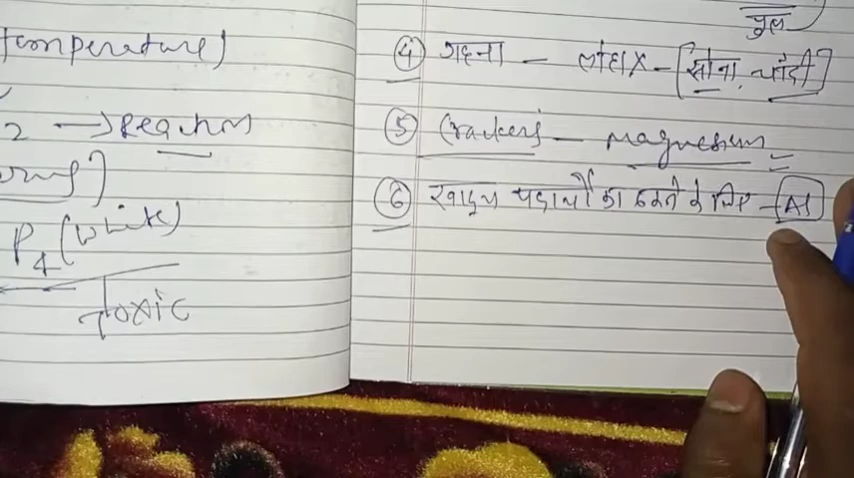 temperature)
2 → Reaction
P4 (White)
Toxic
पुल
④ गहना – लोहा x – [सोना, चाँदी]
⑤ Crackers – magnesium
⑥ खाद्य पदार्थों को ढकने के लिए – Al